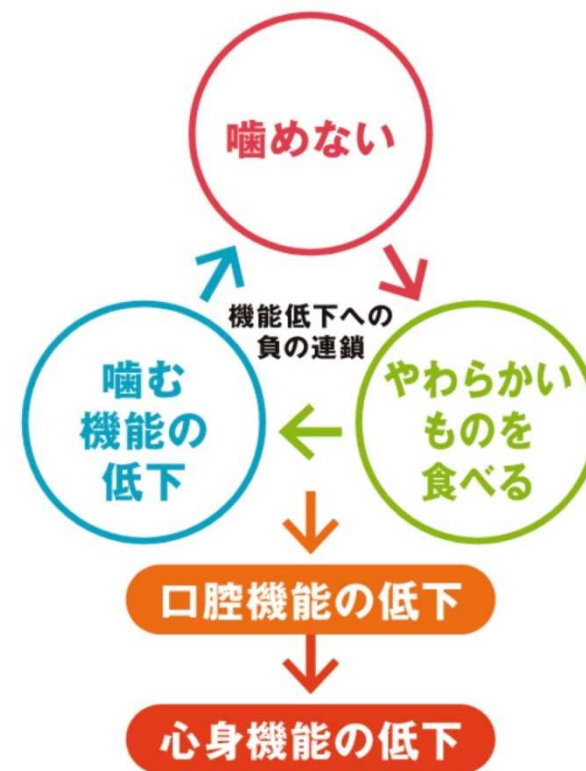 噛めない
機能低下への
負の連鎖
噛む
機能の
低下
やわらかい
ものを
食べる
口腔機能の低下
心身機能の低下